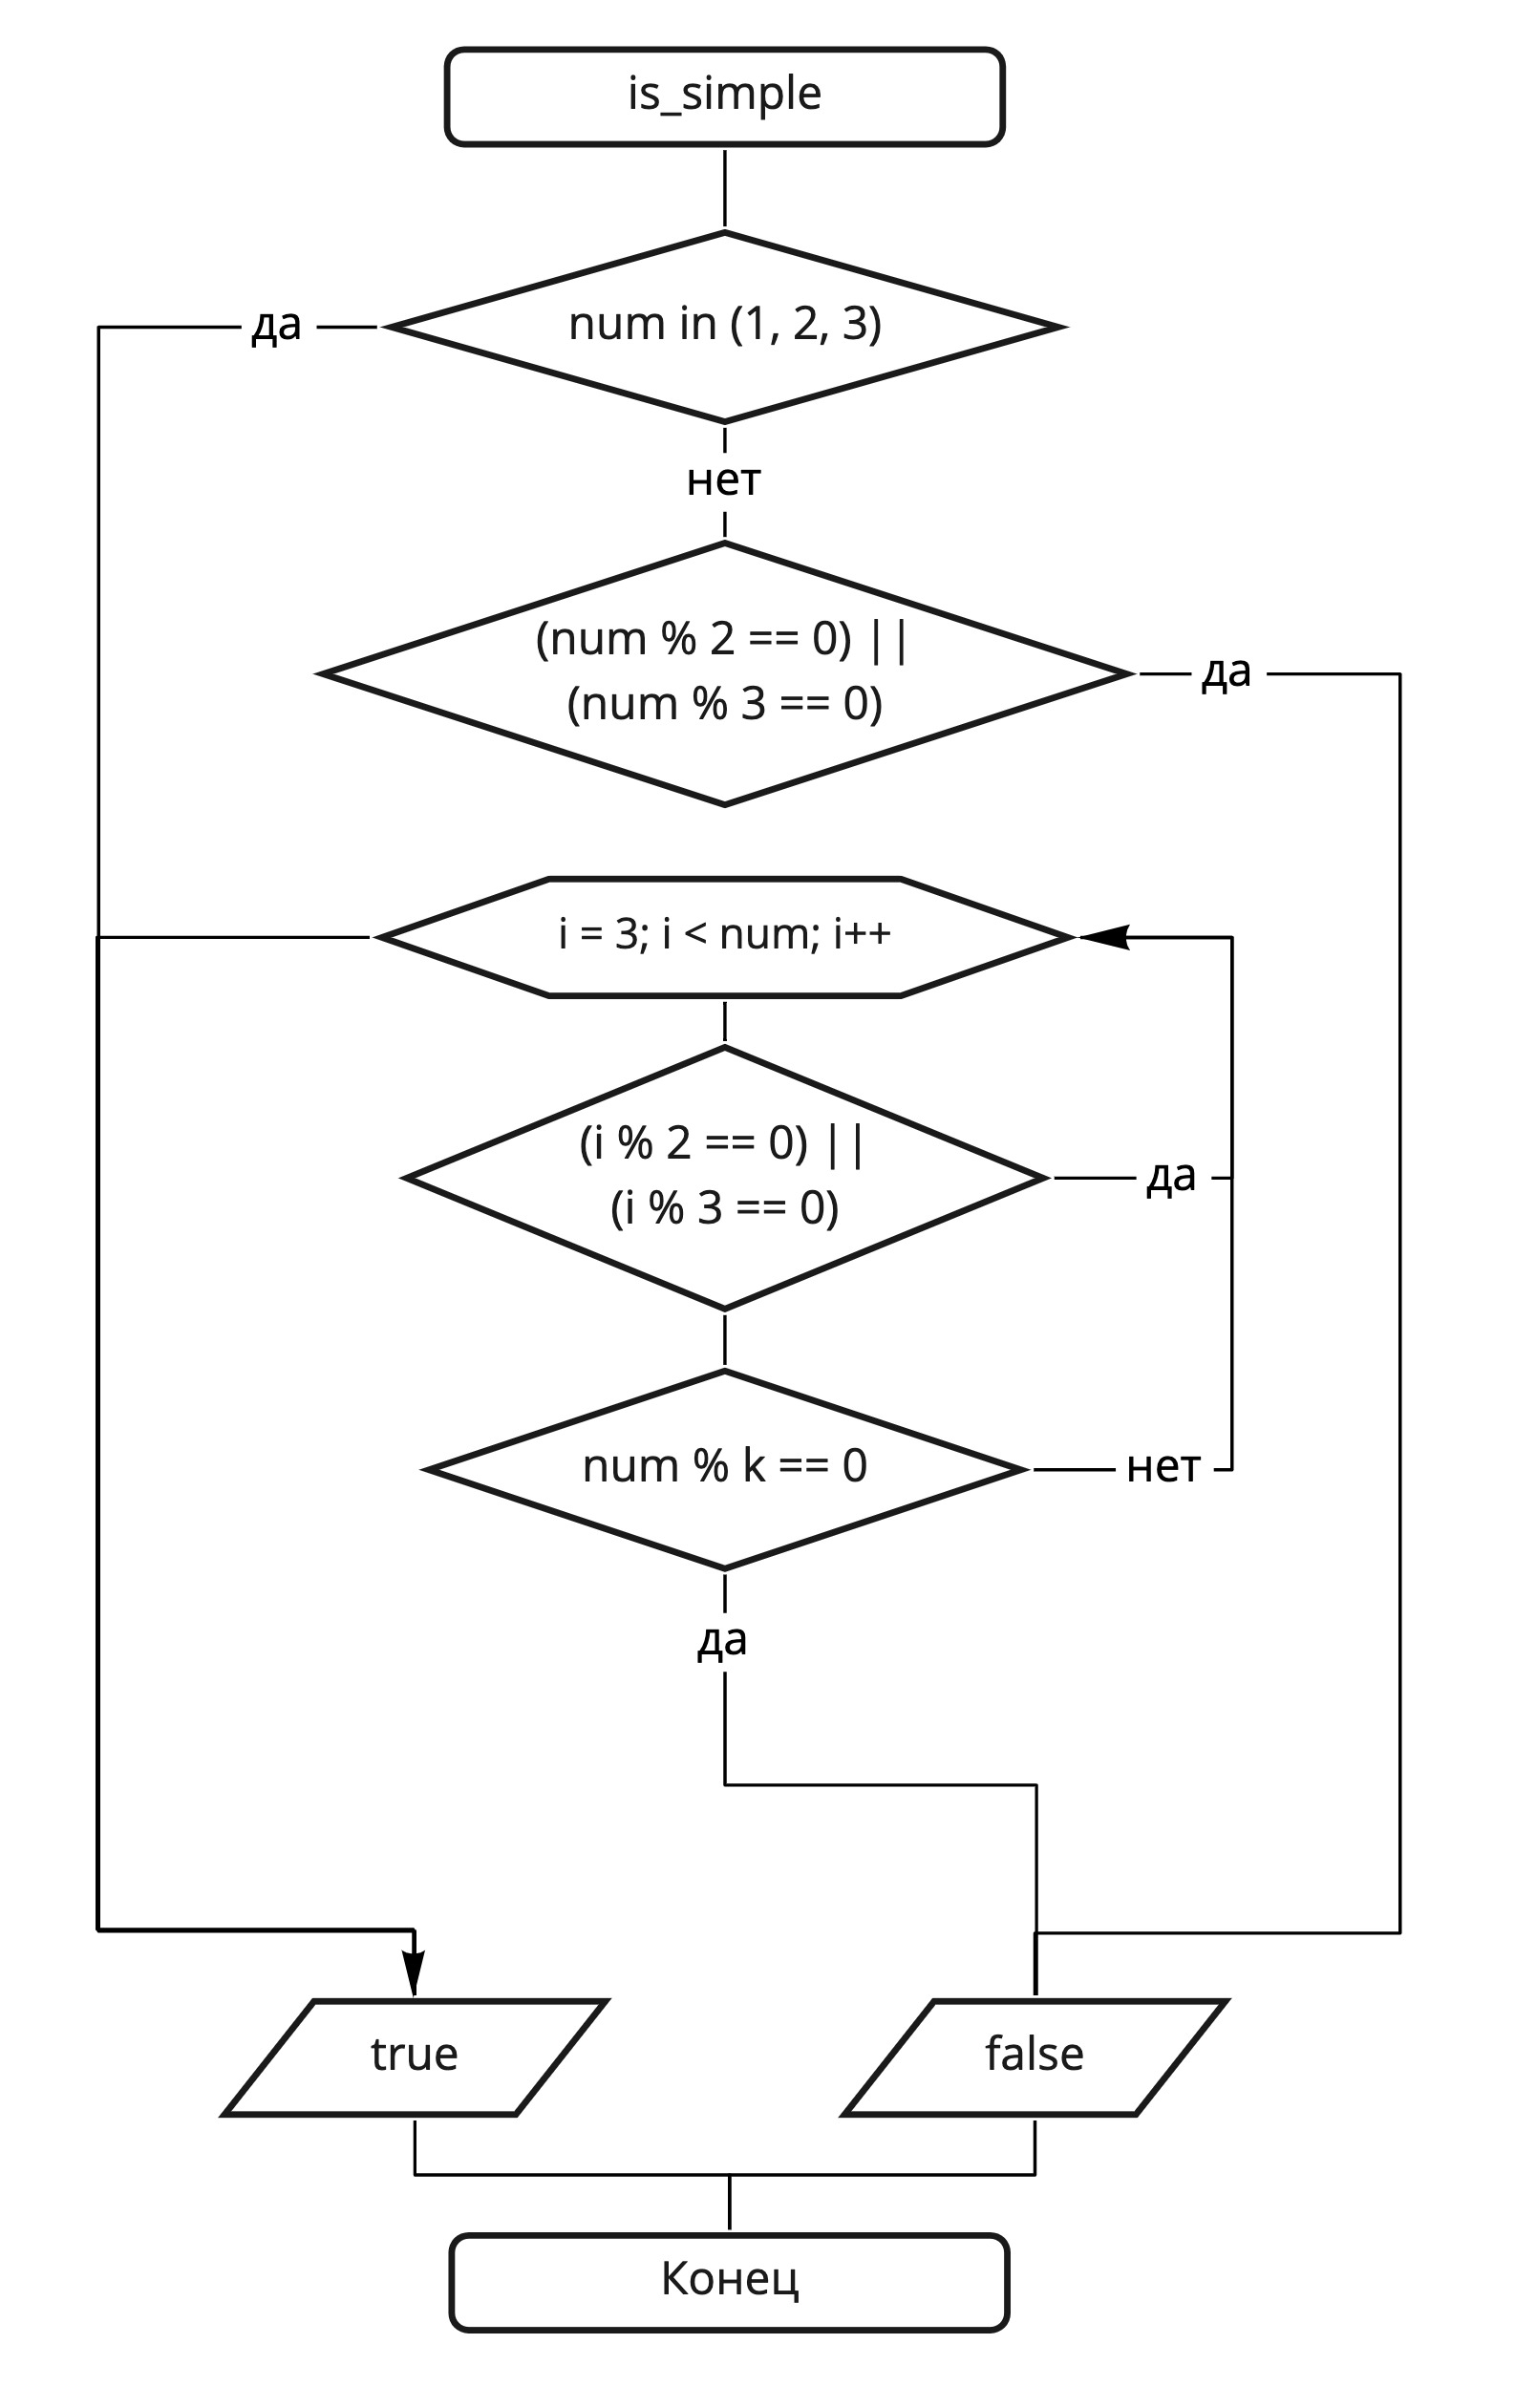 is_simple
да
num in (1, 2, 3)
нет
(num % 2 == 0) ||
(num % 3 == 0)
да
i = 3; i < num; i++
(i % 2 == 0) ||
(i % 3 == 0)
да
num % k == 0
нет
да
true
false
Конец